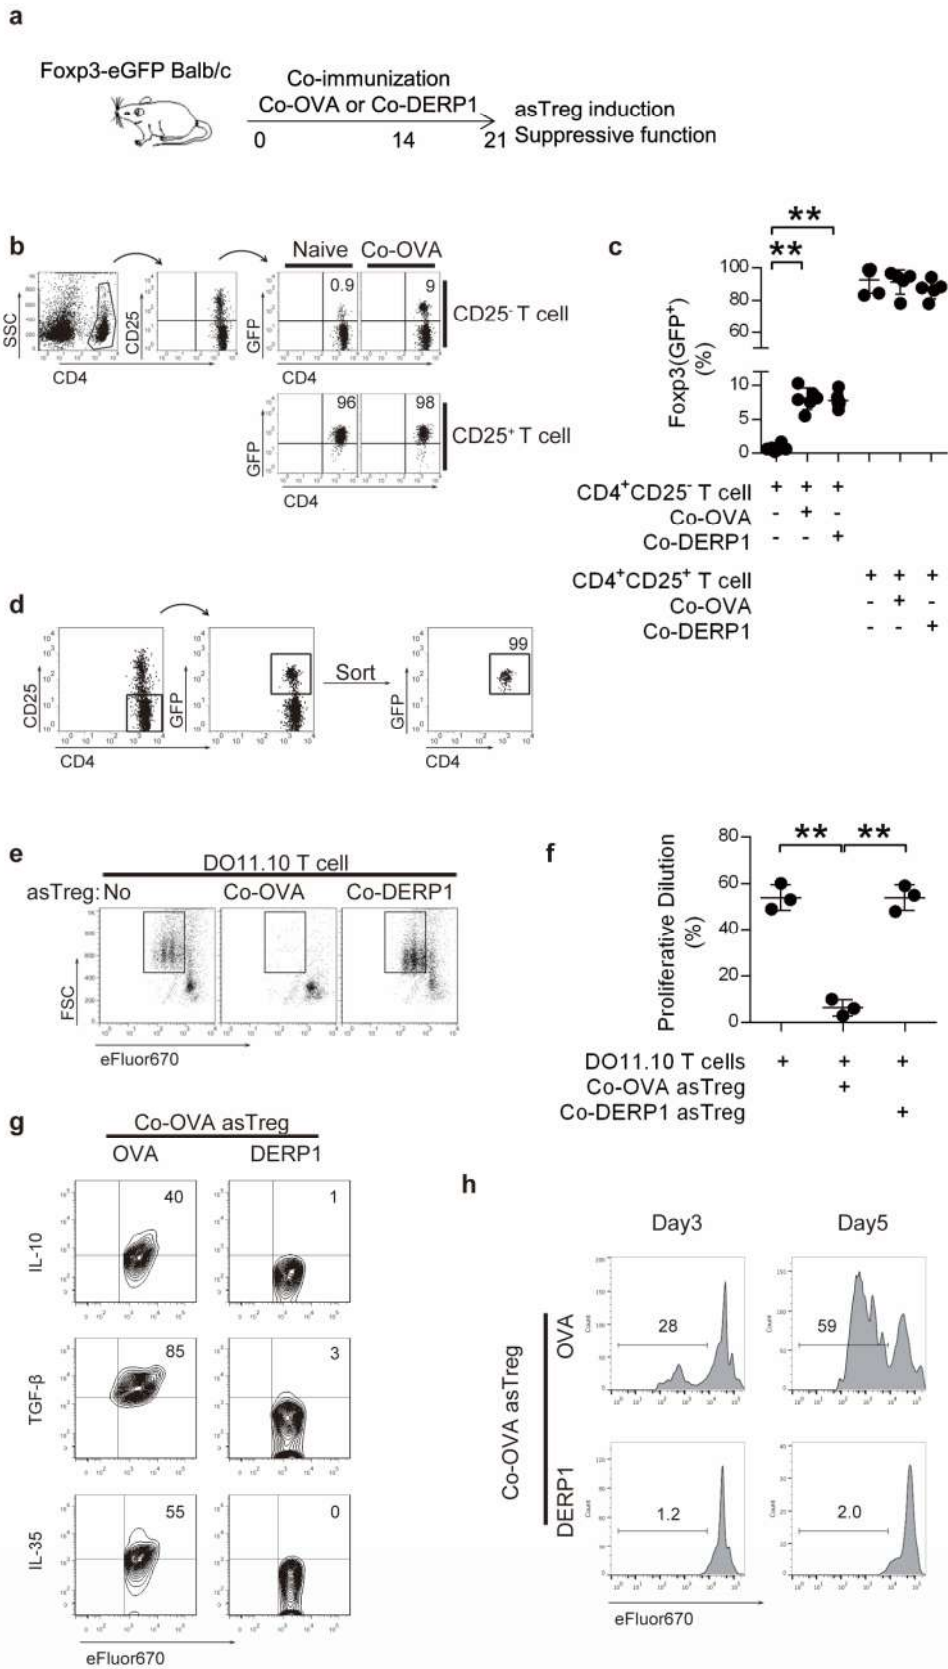 a
Foxp3-eGFP Balb/c
Co-immunization
Co-OVA or Co-DERP1
0 14 21
asTreg induction
Suppressive function
b
Naive Co-OVA
SSC
CD4
CD25
GFP
0.9 9
CD25- T cell
CD4
GFP
96 98
CD25+ T cell
CD4
c
Foxp3(GFP+)
(%)
100
80
60
10
5
0
CD4+CD25- T cell + + +
Co-OVA - + -
Co-DERP1 - - +
CD4+CD25+ T cell + + +
Co-OVA - + -
Co-DERP1 - - +
d
CD25
GFP
Sort
GFP
99
CD4
CD4
e
DO11.10 T cell
asTreg: No Co-OVA Co-DERP1
FSC
eFluor670
f
Proliferative Dilution
(%)
80
60
40
20
0
** **
DO11.10 T cells + + +
Co-OVA asTreg +
Co-DERP1 asTreg +
g
Co-OVA asTreg
OVA DERP1
IL-10
40 1
TGF-β
85 3
IL-35
55 0
eFluor670
h
Day3 Day5
Co-OVA asTreg
OVA
28 59
DERP1
1.2 2.0
Count
eFluor670